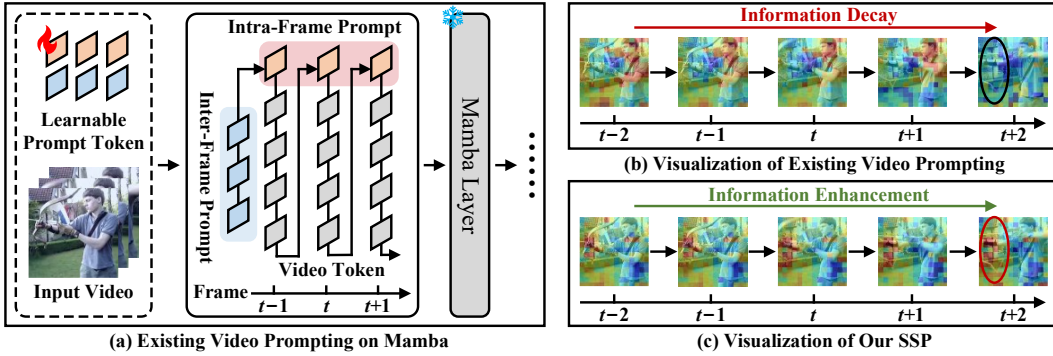 Learnable
Prompt Token
Input Video
Intra-Frame Prompt
Inter-Frame Prompt
Video Token
Frame
t−1
t
t+1
Mamba Layer
(a) Existing Video Prompting on Mamba
Information Decay
t−2
t−1
t
t+1
t+2
(b) Visualization of Existing Video Prompting
Information Enhancement
t−2
t−1
t
t+1
t+2
(c) Visualization of Our SSP